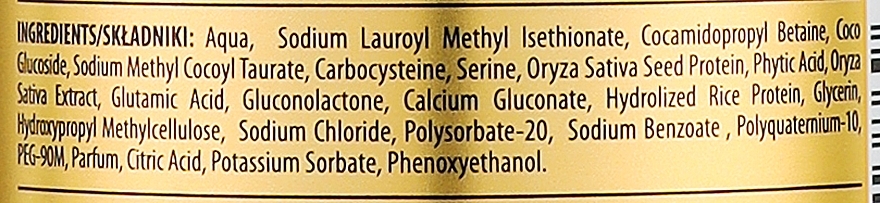 INGREDIENTS/SKŁADNIKI: Aqua, Sodium Lauroyl Methyl Isethionate, Cocamidopropyl Betaine, Coco
Glucoside, Sodium Methyl Cocoyl Taurate, Carbocysteine, Serine, Oryza Sativa Seed Protein, Phytic Acid, Oryza
Sativa Extract, Glutamic Acid, Gluconolactone, Calcium Gluconate, Hydrolized Rice Protein, Glycerin,
Hydroxypropyl Methylcellulose, Sodium Chloride, Polysorbate-20, Sodium Benzoate , Polyquaternium-10,
PEG-90M, Parfum, Citric Acid, Potassium Sorbate, Phenoxyethanol.